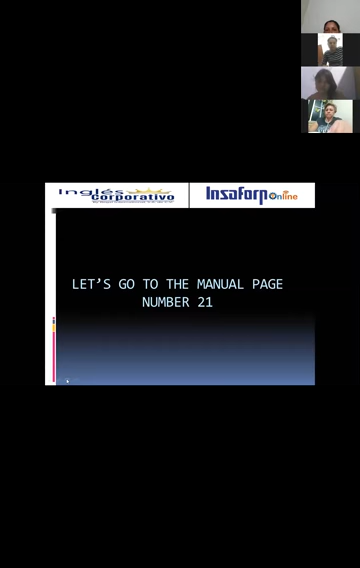 Inglés
Corporativo
Insaforp Online
LET'S GO TO THE MANUAL PAGE
NUMBER 21